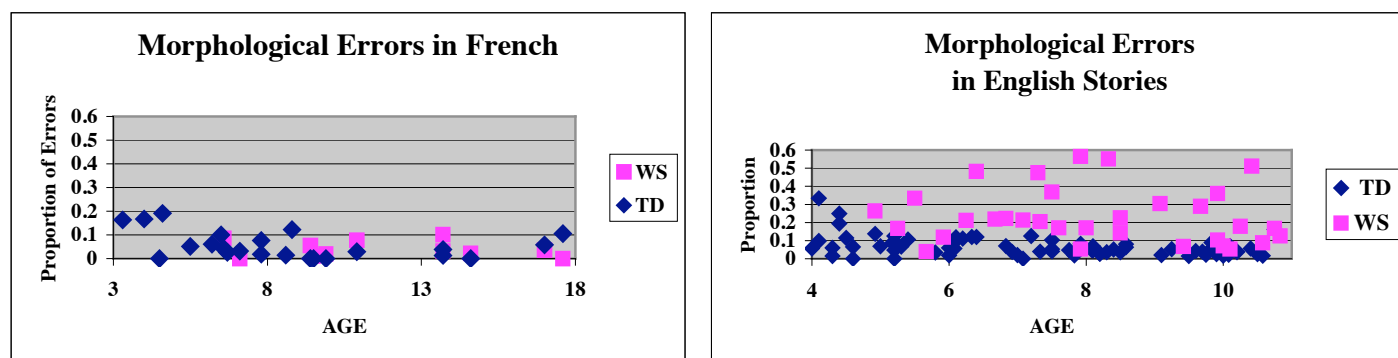 Morphological Errors in French
Proportion of Errors
0.6
0.5
0.4
0.3
0.2
0.1
0
3 8 13 18
AGE
WS
TD
Morphological Errors
in English Stories
Proportion
0.6
0.5
0.4
0.3
0.2
0.1
0
4 6 8 10
AGE
TD
WS